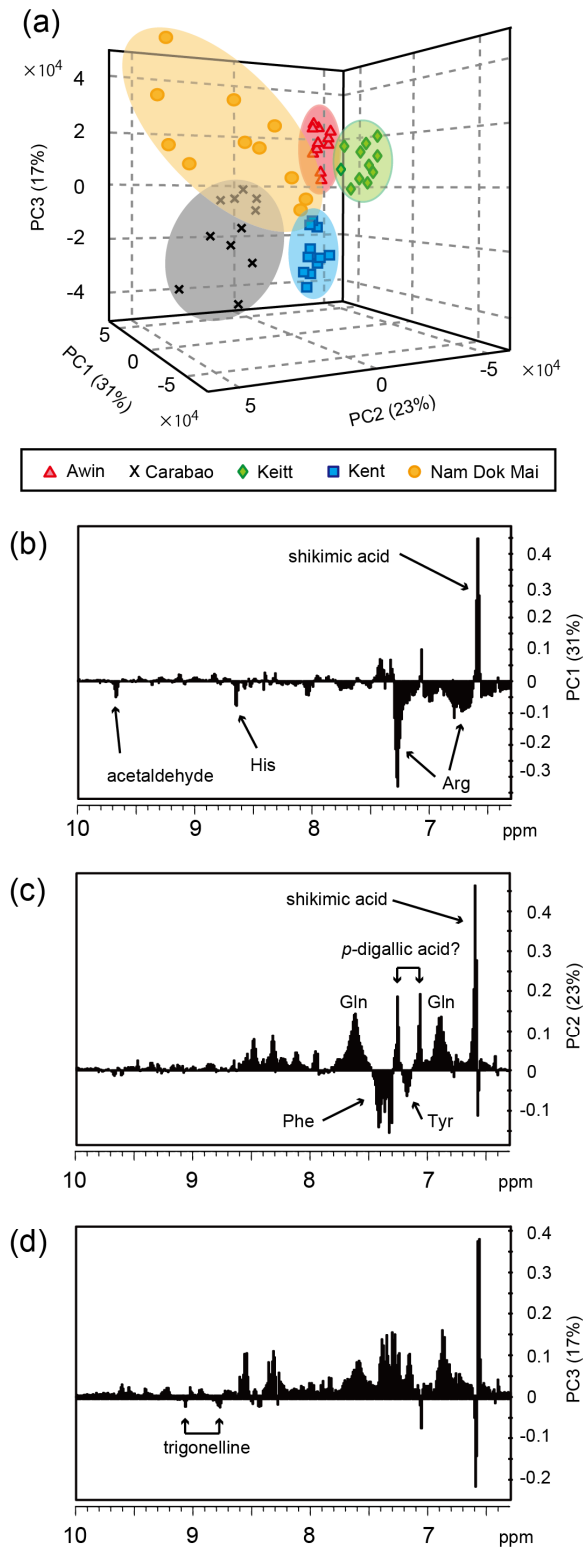 (a)
×10⁴
4
2
0
-2
-4
PC3 (17%)
5
0
-5
×10⁴
PC1 (31%)
5
0
-5
×10⁴
PC2 (23%)
Awin Carabao Keitt Kent Nam Dok Mai
(b)
shikimic acid
acetaldehyde
His
Arg
0.4
0.3
0.2
0.1
0
-0.1
-0.2
-0.3
PC1 (31%)
10 9 8 7 ppm
(c)
shikimic acid
p-digallic acid?
Gln Gln
Phe Tyr
0.4
0.3
0.2
0.1
0
-0.1
PC2 (23%)
10 9 8 7 ppm
(d)
trigonelline
0.4
0.3
0.2
0.1
0
-0.1
-0.2
PC3 (17%)
10 9 8 7 ppm